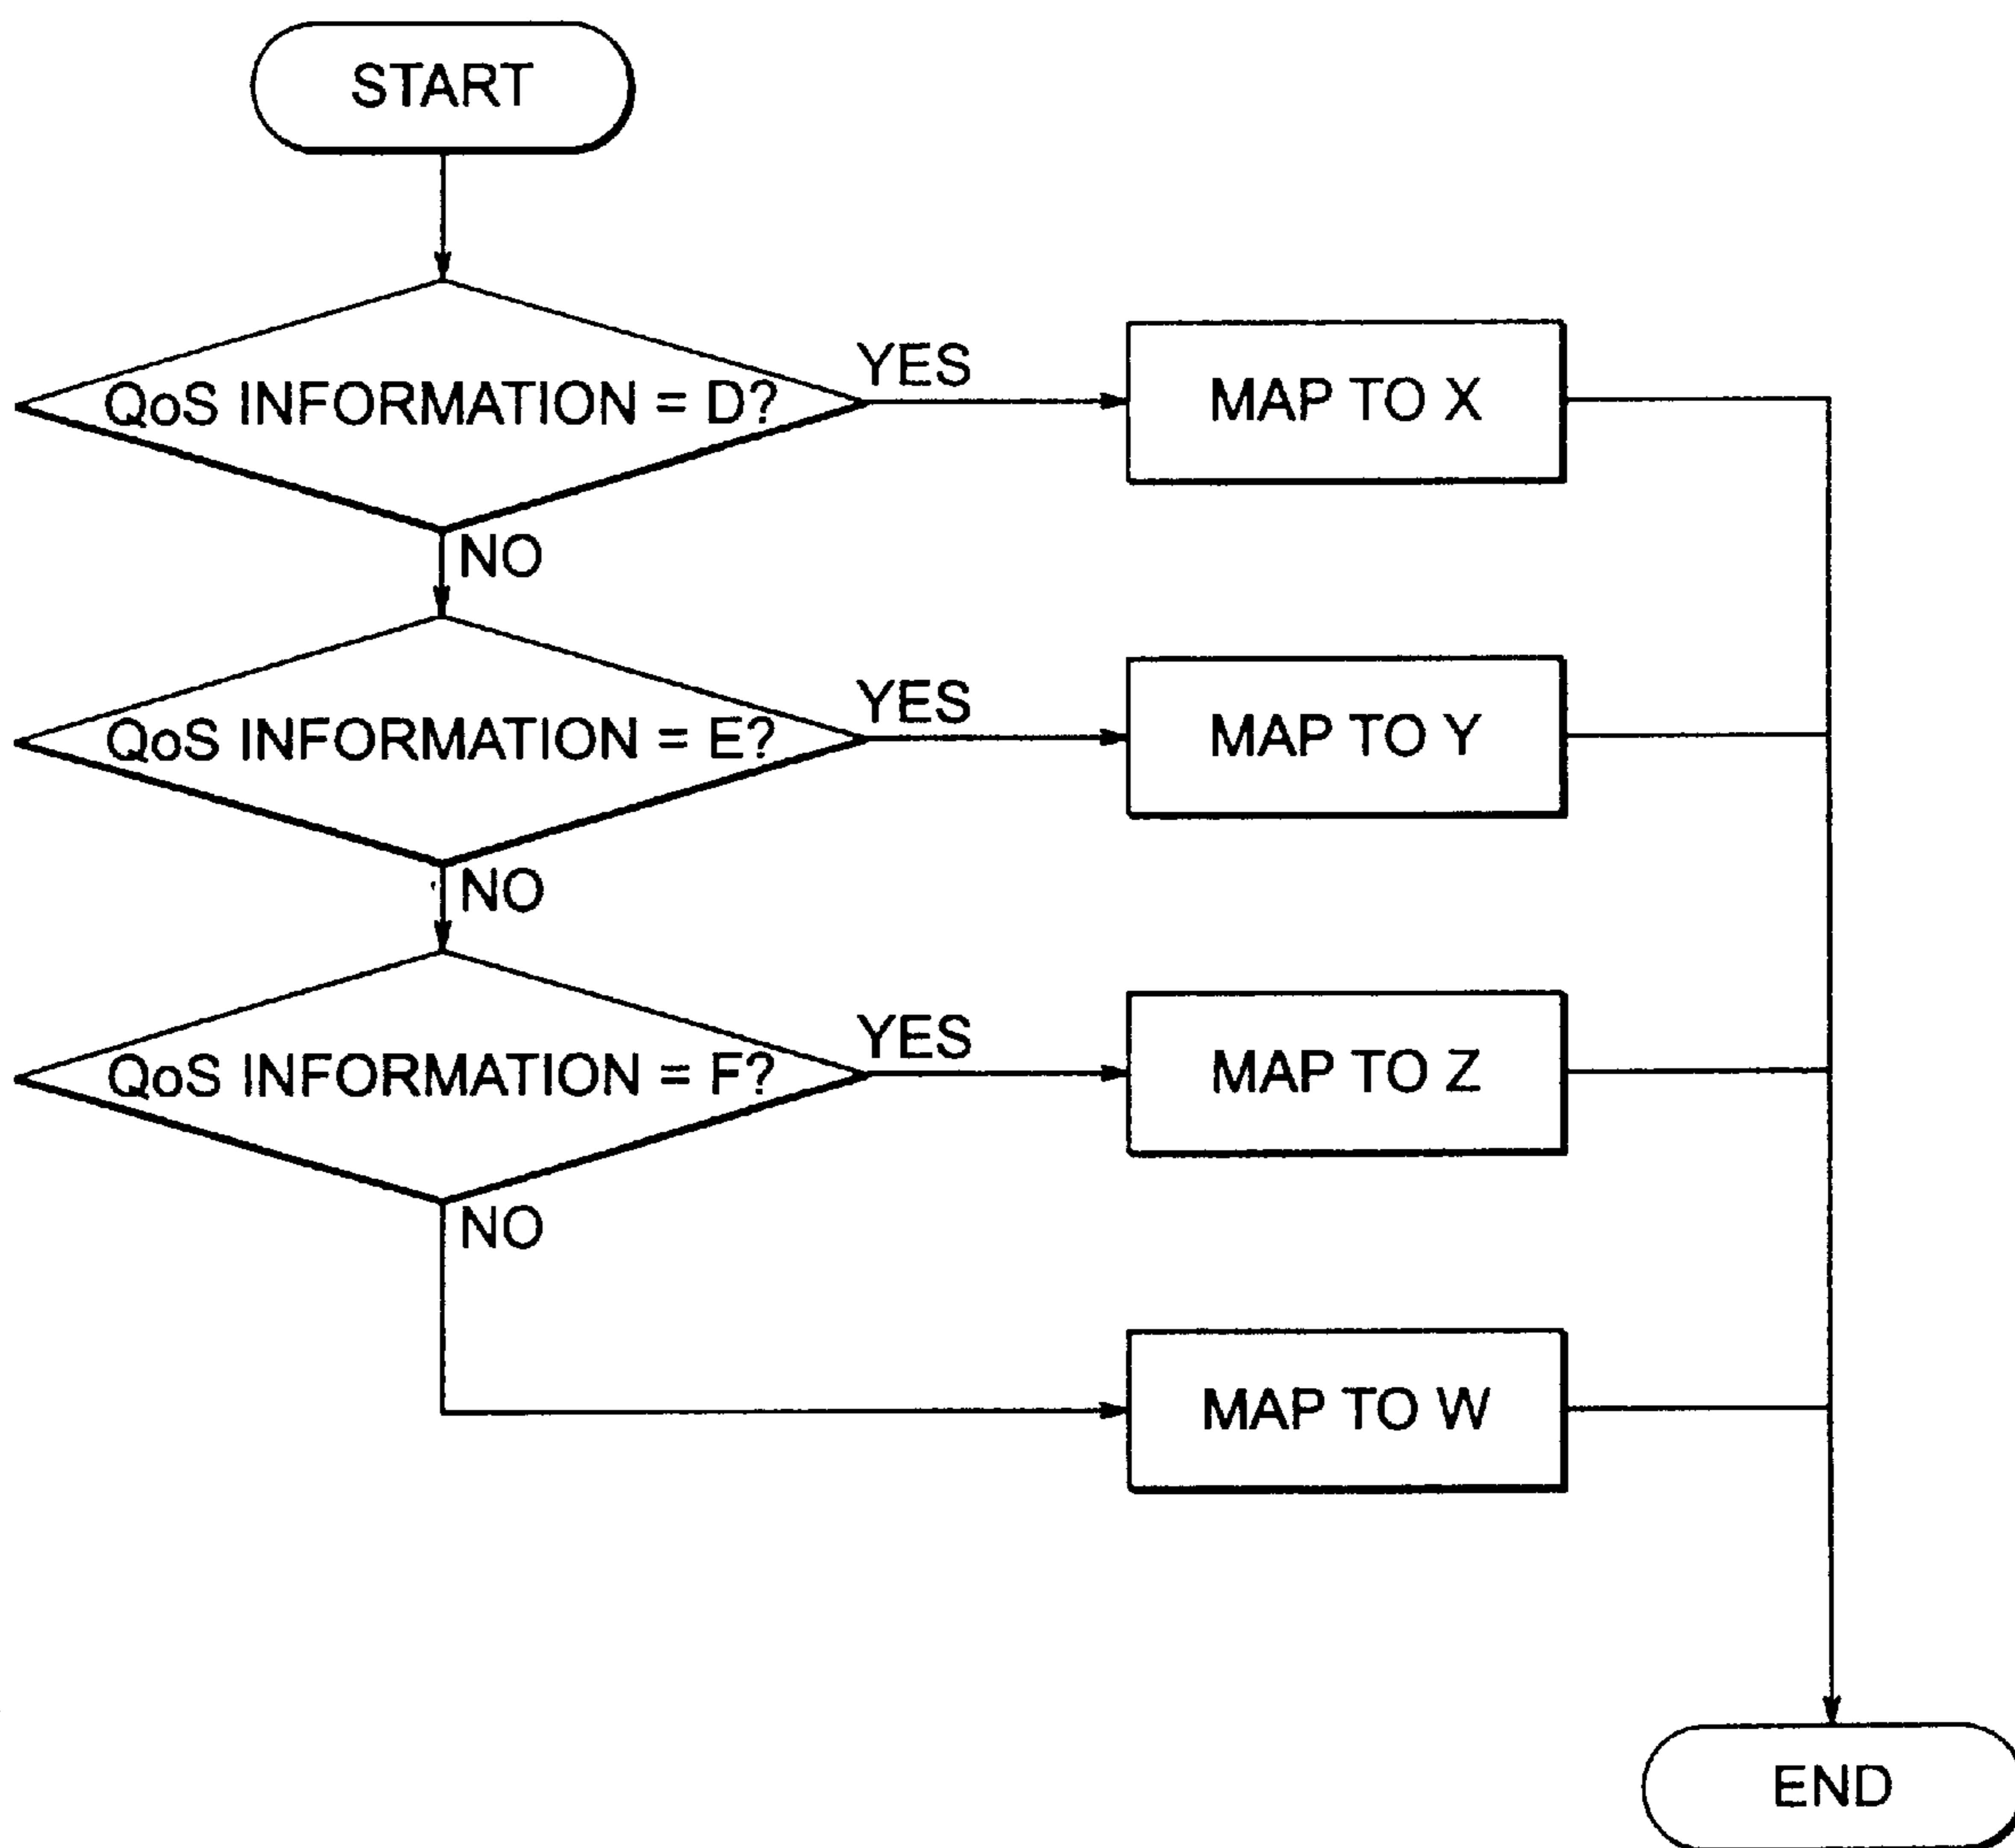 START
QoS INFORMATION = D?
YES
MAP TO X
NO
QoS INFORMATION = E?
YES
MAP TO Y
NO
QoS INFORMATION = F?
YES
MAP TO Z
NO
MAP TO W
END